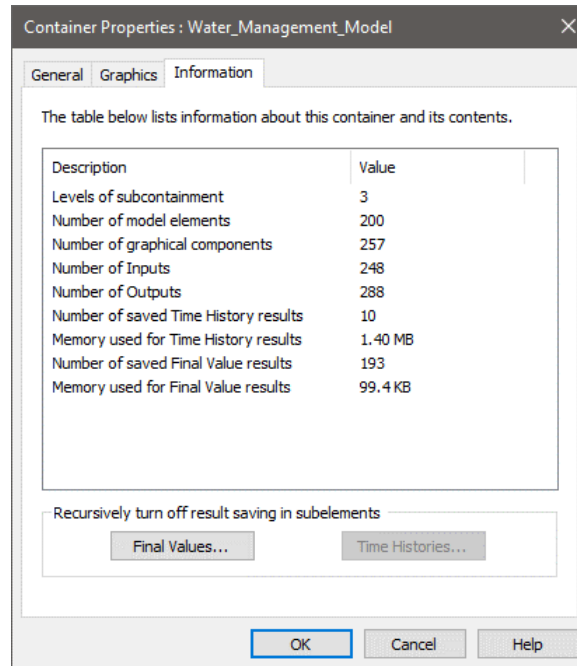 Container Properties : Water_Management_Model
General Graphics Information
The table below lists information about this container and its contents.
Description Value
Levels of subcontainment 3
Number of model elements 200
Number of graphical components 257
Number of Inputs 248
Number of Outputs 288
Number of saved Time History results 10
Memory used for Time History results 1.40 MB
Number of saved Final Value results 193
Memory used for Final Value results 99.4 KB
Recursively turn off result saving in subelements
Final Values... Time Histories...
OK Cancel Help